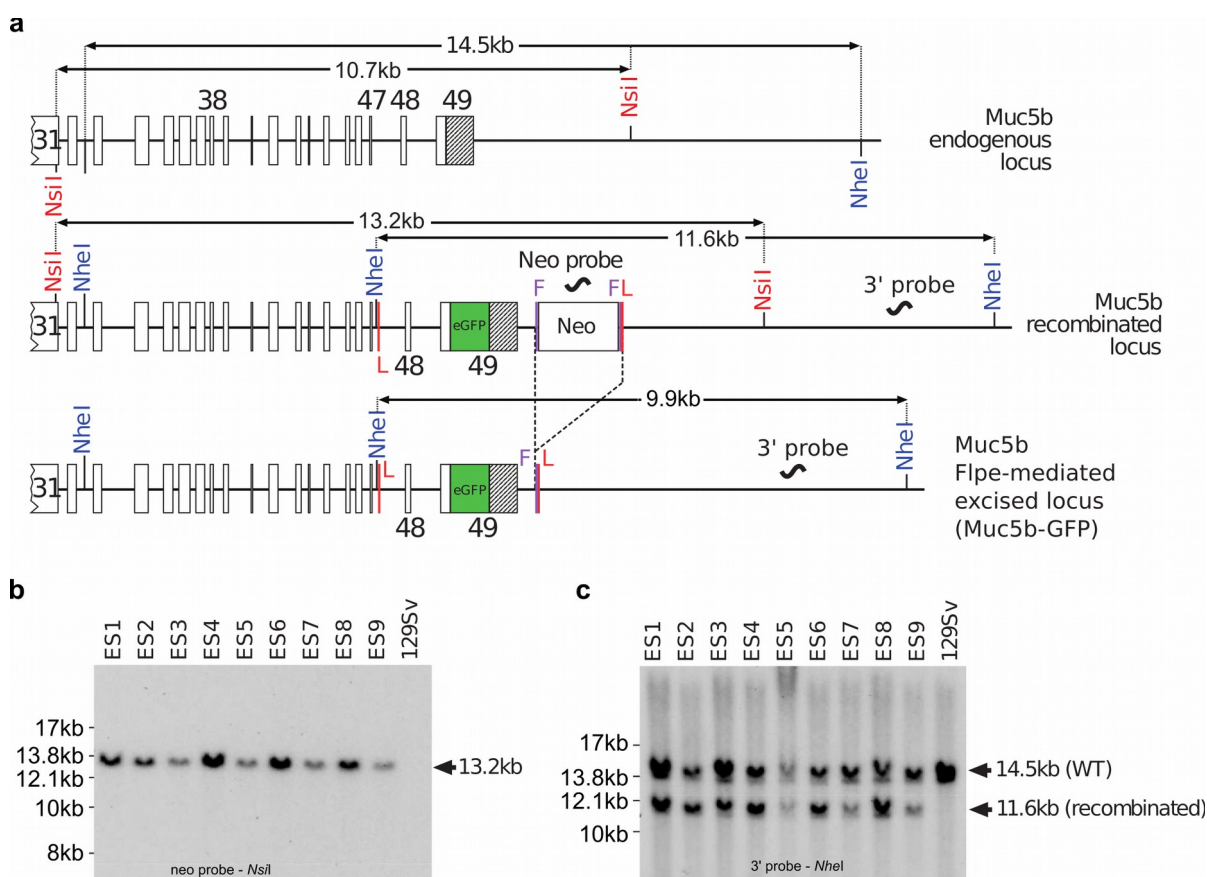 a
14.5kb
10.7kb
38
47
48
49
NsiI
31
Muc5b
endogenous
locus
NsiI
NheI
13.2kb
11.6kb
NsiI
NheI
NheI
Neo probe
F
F
L
NsiI
3' probe
NheI
31
eGFP
Neo
Muc5b
recombinated
locus
L
48
49
9.9kb
NheI
NheI
L
F
L
3' probe
NheI
31
eGFP
48
49
Muc5b
Flpe-mediated
excised locus
(Muc5b-GFP)
b
ES1 ES2 ES3 ES4 ES5 ES6 ES7 ES8 ES9 129Sv
17kb
13.8kb
12.1kb
10kb
8kb
13.2kb
neo probe - NsiI
c
ES1 ES2 ES3 ES4 ES5 ES6 ES7 ES8 ES9 129Sv
17kb
13.8kb
12.1kb
10kb
14.5kb (WT)
11.6kb (recombinated)
3' probe - NheI